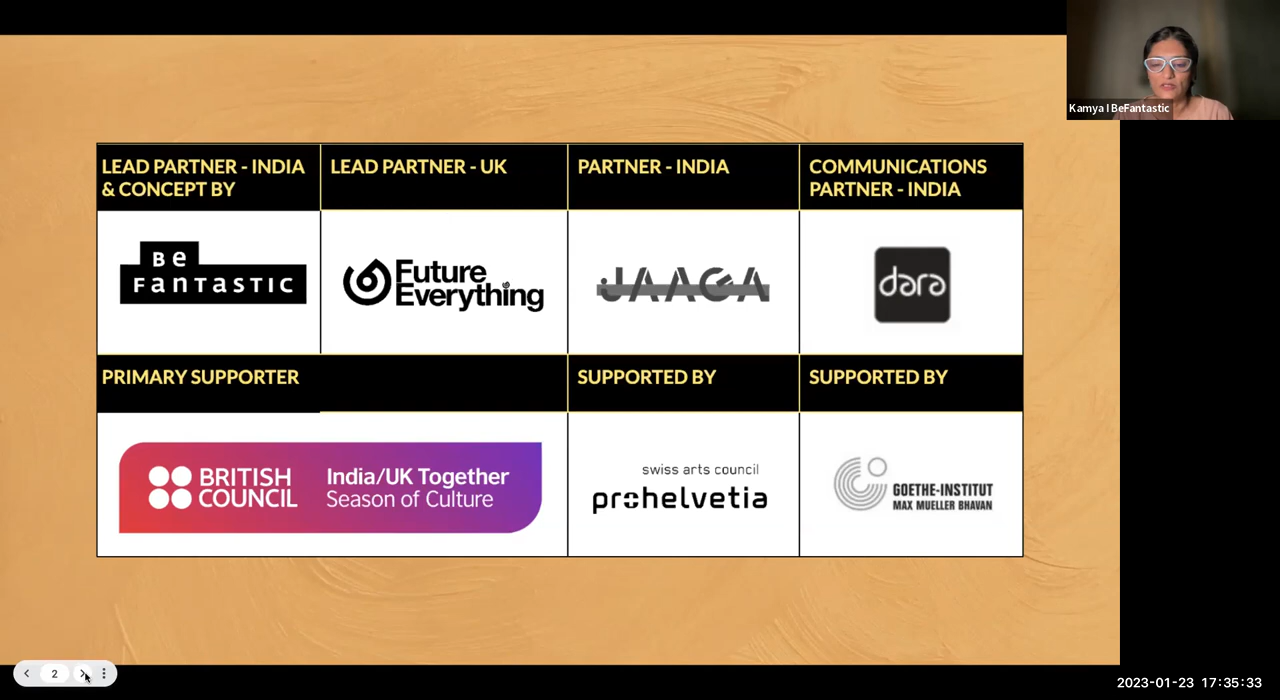 Kamya I BeFantastic
LEAD PARTNER - INDIA
& CONCEPT BY
LEAD PARTNER - UK
PARTNER - INDIA
COMMUNICATIONS
PARTNER - INDIA
Be
FanTASTIC
Future
Everything
JAAGA
dara
PRIMARY SUPPORTER
SUPPORTED BY
SUPPORTED BY
BRITISH
COUNCIL
India/UK Together
Season of Culture
swiss arts council
prohelvetia
GOETHE-INSTITUT
MAX MUELLER BHAVAN
2
2023-01-23 17:35:33